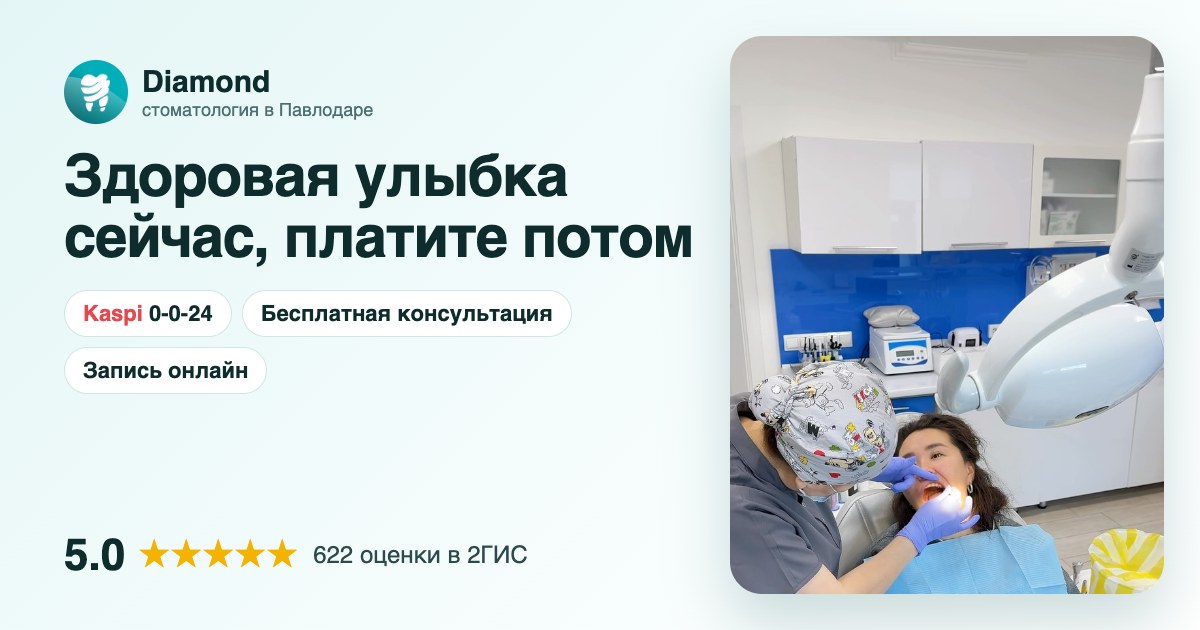 Diamond
стоматология в Павлодаре
Здоровая улыбка
сейчас, платите потом
Kaspi 0-0-24
Бесплатная консультация
Запись онлайн
5.0 ★★★★★ 622 оценки в 2ГИС